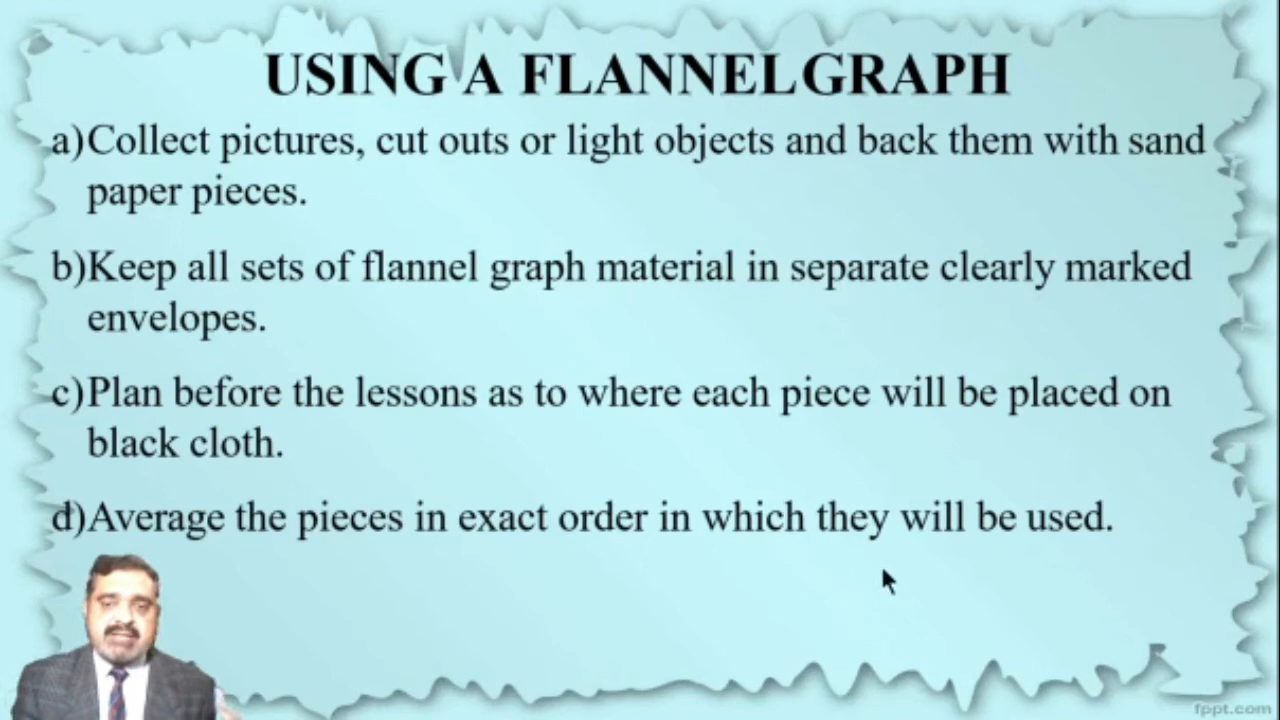 USING A FLANNELGRAPH
a)Collect pictures, cut outs or light objects and back them with sand
paper pieces.
b)Keep all sets of flannel graph material in separate clearly marked
envelopes.
c)Plan before the lessons as to where each piece will be placed on
black cloth.
d)Average the pieces in exact order in which they will be used.
fppt.com